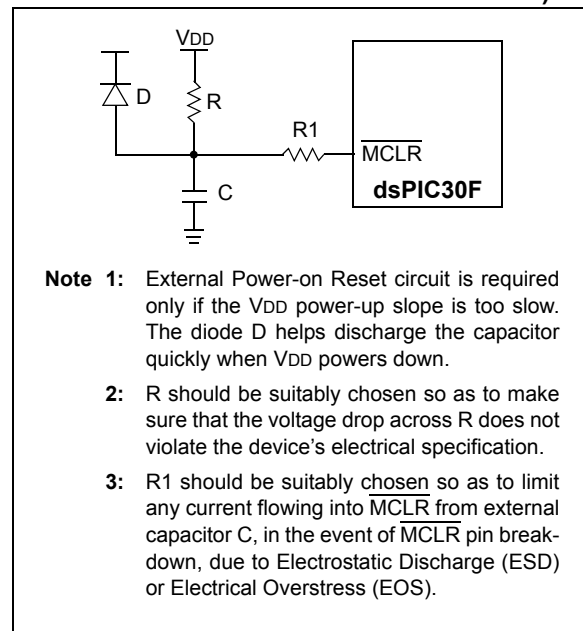 VDD
D
R
R1
MCLR
C
dsPIC30F
Note 1: External Power-on Reset circuit is required
only if the VDD power-up slope is too slow.
The diode D helps discharge the capacitor
quickly when VDD powers down.
2: R should be suitably chosen so as to make
sure that the voltage drop across R does not
violate the device's electrical specification.
3: R1 should be suitably chosen so as to limit
any current flowing into MCLR from external
capacitor C, in the event of MCLR pin break-
down, due to Electrostatic Discharge (ESD)
or Electrical Overstress (EOS).